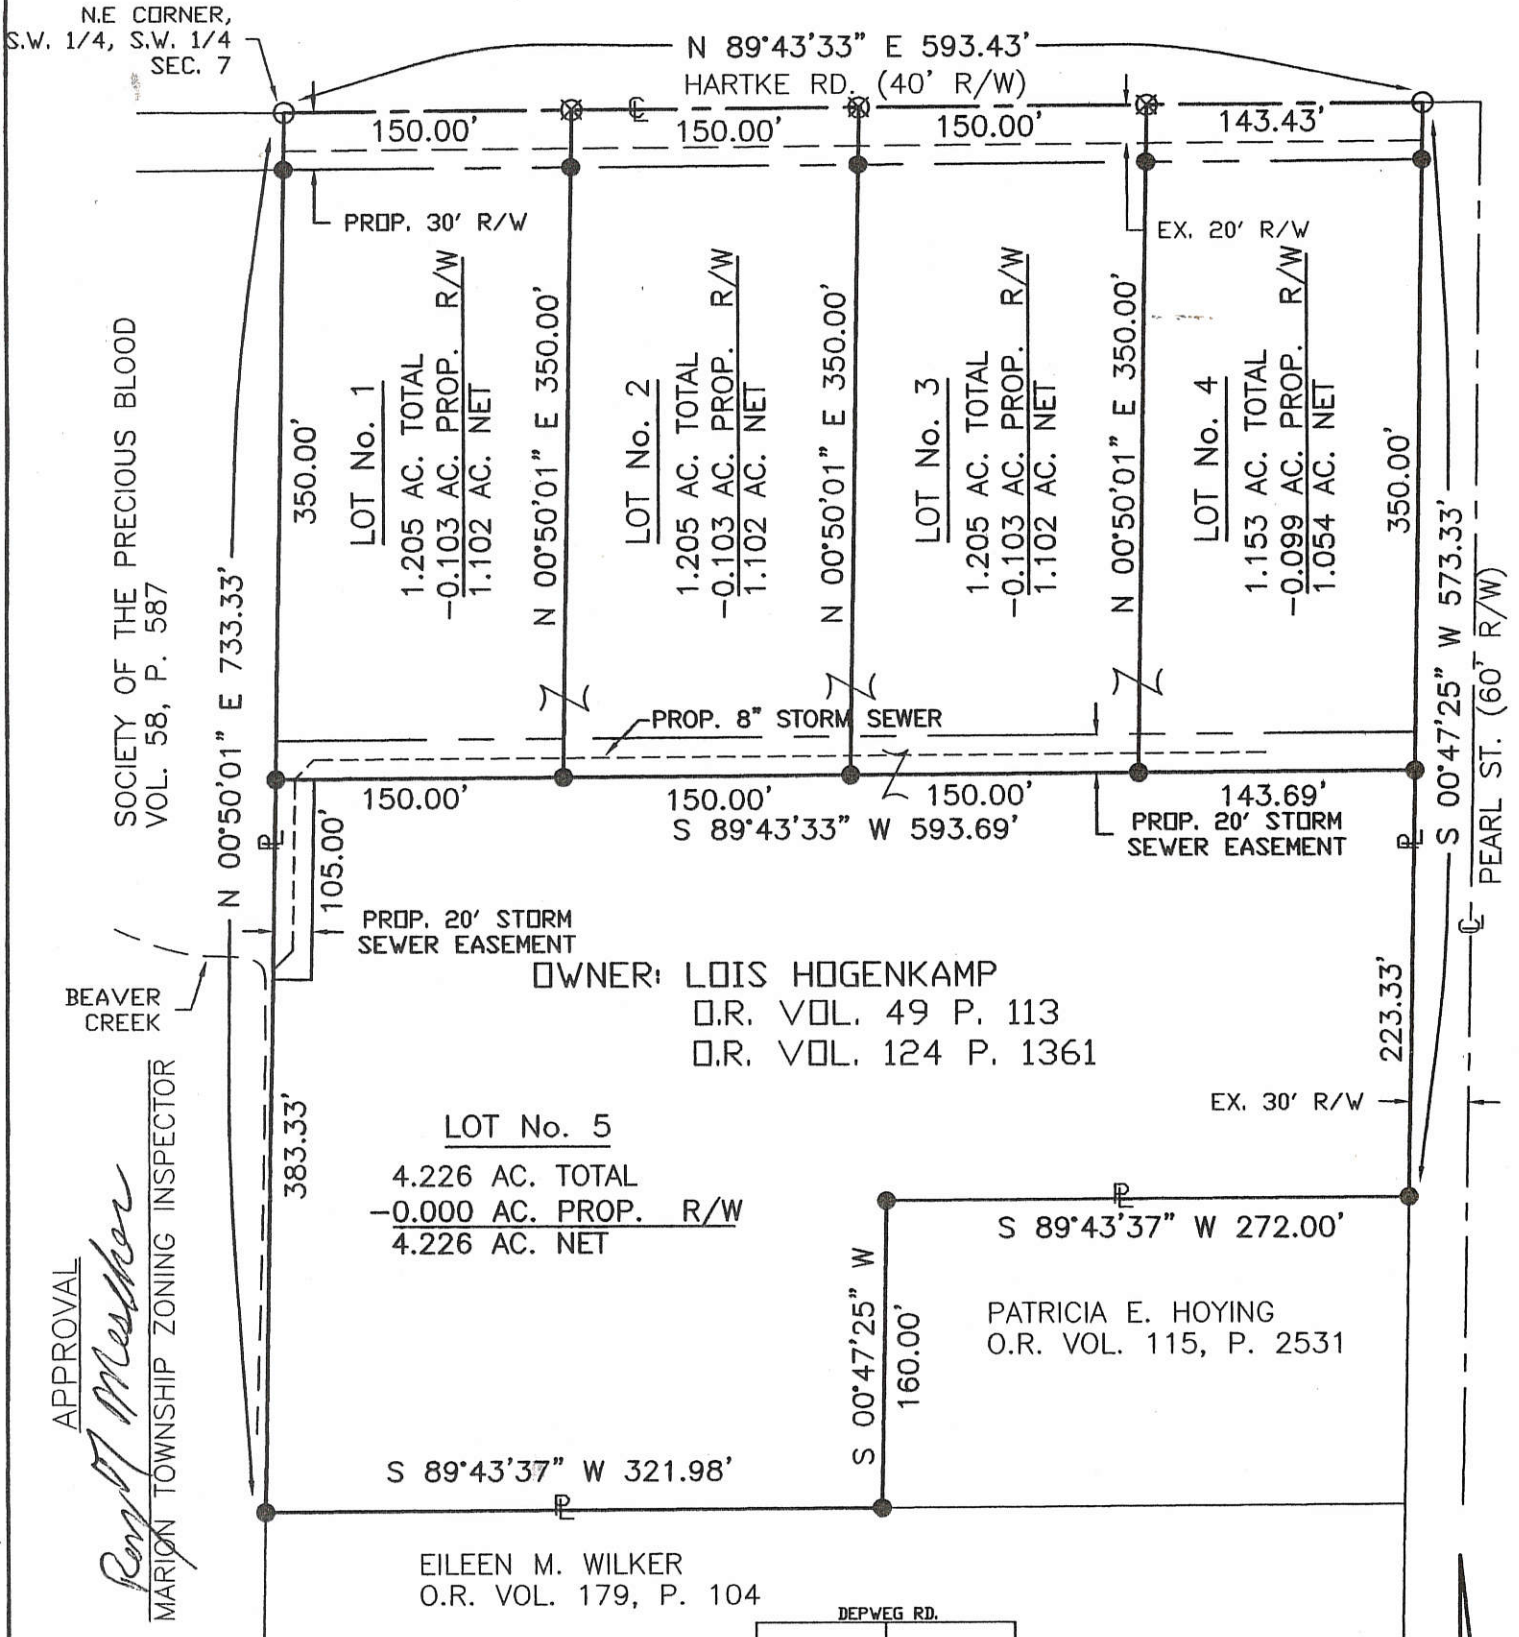 N.E CORNER,
S.W. 1/4, S.W. 1/4
SEC. 7
N 89°43'33" E 593.43'
HARTKE RD. (40' R/W)
150.00'
150.00'
150.00'
143.43'
PROP. 30' R/W
EX. 20' R/W
SOCIETY OF THE PRECIOUS BLOOD
VOL. 58, P. 587
N 00°50'01" E 733.33'
350.00'
LOT No. 1
1.205 AC. TOTAL
-0.103 AC. PROP. R/W
1.102 AC. NET
N 00°50'01" E 350.00'
LOT No. 2
1.205 AC. TOTAL
-0.103 AC. PROP. R/W
1.102 AC. NET
N 00°50'01" E 350.00'
LOT No. 3
1.205 AC. TOTAL
-0.103 AC. PROP. R/W
1.102 AC. NET
N 00°50'01" E 350.00'
LOT No. 4
1.153 AC. TOTAL
-0.099 AC. PROP. R/W
1.054 AC. NET
350.00'
S 00°47'25" W 573.33'
PEARL ST. (60' R/W)
PROP. 8" STORM SEWER
150.00'
150.00'
150.00'
143.69'
S 89°43'33" W 593.69'
PROP. 20' STORM
SEWER EASEMENT
105.00'
PROP. 20' STORM
SEWER EASEMENT
BEAVER
CREEK
OWNER: LOIS HOGENKAMP
O.R. VOL. 49 P. 113
O.R. VOL. 124 P. 1361
223.33'
EX. 30' R/W
383.33'
LOT No. 5
4.226 AC. TOTAL
-0.000 AC. PROP. R/W
4.226 AC. NET
S 89°43'37" W 272.00'
S 00°47'25" W
160.00'
PATRICIA E. HOYING
O.R. VOL. 115, P. 2531
APPROVAL
MARION TOWNSHIP ZONING INSPECTOR
S 89°43'37" W 321.98'
EILEEN M. WILKER
O.R. VOL. 179, P. 104
DEPWEG RD.